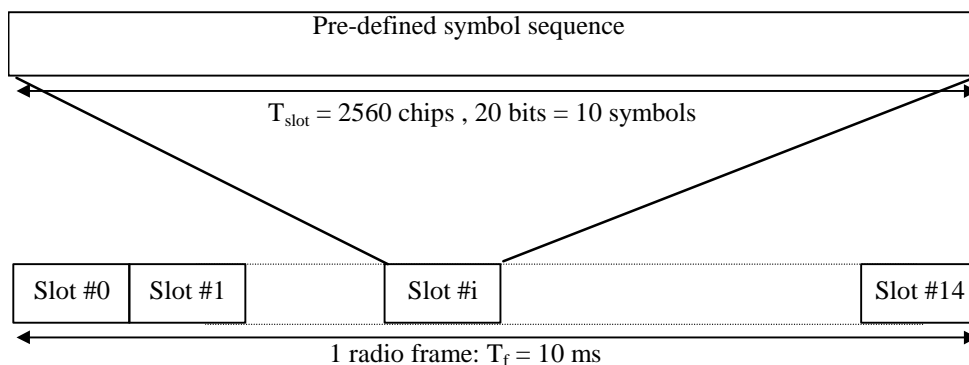 Pre-defined symbol sequence
Tslot = 2560 chips , 20 bits = 10 symbols
Slot #0 Slot #1 Slot #i Slot #14
1 radio frame: Tf = 10 ms